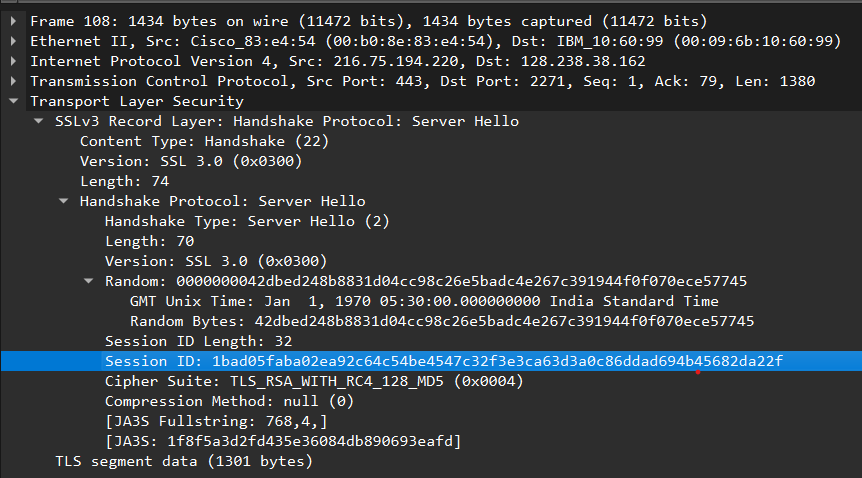 Frame 108: 1434 bytes on wire (11472 bits), 1434 bytes captured (11472 bits)
Ethernet II, Src: Cisco_83:e4:54 (00:b0:8e:83:e4:54), Dst: IBM_10:60:99 (00:09:6b:10:60:99)
Internet Protocol Version 4, Src: 216.75.194.220, Dst: 128.238.38.162
Transmission Control Protocol, Src Port: 443, Dst Port: 2271, Seq: 1, Ack: 79, Len: 1380
Transport Layer Security
SSLv3 Record Layer: Handshake Protocol: Server Hello
Content Type: Handshake (22)
Version: SSL 3.0 (0x0300)
Length: 74
Handshake Protocol: Server Hello
Handshake Type: Server Hello (2)
Length: 70
Version: SSL 3.0 (0x0300)
Random: 0000000042dbed248b8831d04cc98c26e5badc4e267c391944f0f070ece57745
GMT Unix Time: Jan  1, 1970 05:30:00.000000000 India Standard Time
Random Bytes: 42dbed248b8831d04cc98c26e5badc4e267c391944f0f070ece57745
Session ID Length: 32
Session ID: 1bad05faba02ea92c64c54be4547c32f3e3ca63d3a0c86ddad694b45682da22f
Cipher Suite: TLS_RSA_WITH_RC4_128_MD5 (0x0004)
Compression Method: null (0)
[JA3S Fullstring: 768,4,]
[JA3S: 1f8f5a3d2fd435e36084db890693eafd]
TLS segment data (1301 bytes)